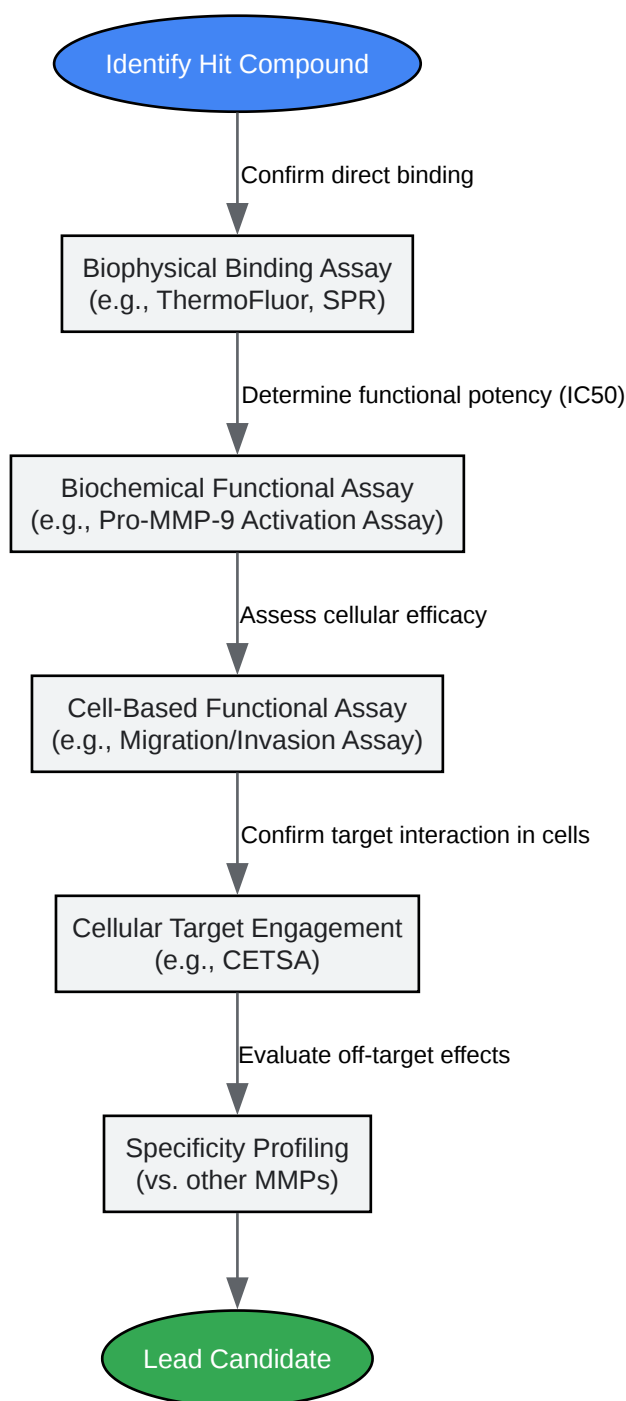 Identify Hit Compound
Confirm direct binding
Biophysical Binding Assay
(e.g., ThermoFluor, SPR)
Determine functional potency (IC50)
Biochemical Functional Assay
(e.g., Pro-MMP-9 Activation Assay)
Assess cellular efficacy
Cell-Based Functional Assay
(e.g., Migration/Invasion Assay)
Confirm target interaction in cells
Cellular Target Engagement
(e.g., CETSA)
Evaluate off-target effects
Specificity Profiling
(vs. other MMPs)
Lead Candidate